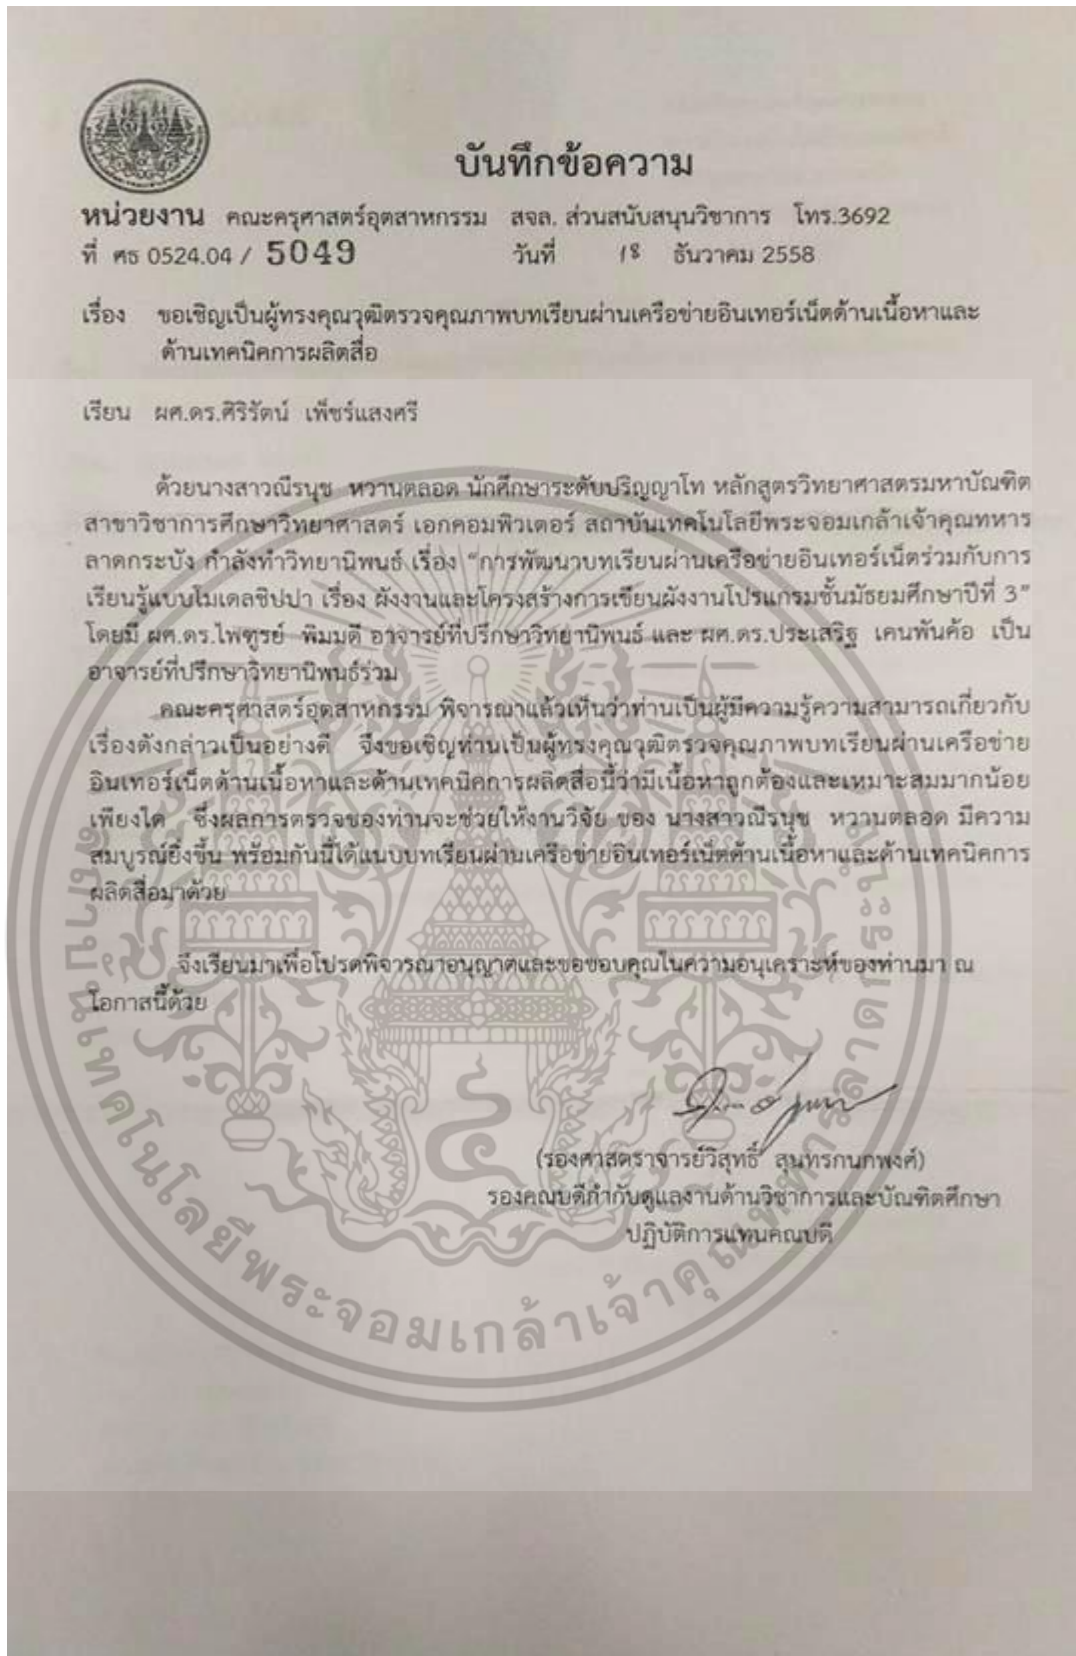 บันทึกข้อความ
หน่วยงาน คณะครุศาสตร์อุตสาหกรรม สจล. ส่วนสนับสนุนวิชาการ โทร.3692
ที่ ศธ 0524.04 / 5049 วันที่ 18 ธันวาคม 2558
เรื่อง ขอเชิญเป็นผู้ทรงคุณวุฒิตรวจคุณภาพบทเรียนผ่านเครือข่ายอินเทอร์เน็ตด้านเนื้อหาและ
ด้านเทคนิคการผลิตสื่อ
เรียน ผศ.ดร.ศิริรัตน์ เพ็ชร์แสงศรี
ด้วยนางสาวณีรนุช หวานตลอด นักศึกษาระดับปริญญาโท หลักสูตรวิทยาศาสตรมหาบัณฑิต
สาขาวิชาการศึกษาวิทยาศาสตร์ เอกคอมพิวเตอร์ สถาบันเทคโนโลยีพระจอมเกล้าเจ้าคุณทหาร
ลาดกระบัง กำลังทำวิทยานิพนธ์ เรื่อง "การพัฒนาบทเรียนผ่านเครือข่ายอินเทอร์เน็ตร่วมกับการ
เรียนรู้แบบโมเดลซิปปา เรื่อง ผังงานและโครงสร้างการเขียนผังงานโปรแกรมชั้นมัธยมศึกษาปีที่ 3"
โดยมี ผศ.ดร.ไพฑูรย์ พิมมดี อาจารย์ที่ปรึกษาวิทยานิพนธ์ และ ผศ.ดร.ประเสริฐ เคนพันค้อ เป็น
อาจารย์ที่ปรึกษาวิทยานิพนธ์ร่วม
คณะครุศาสตร์อุตสาหกรรม พิจารณาแล้วเห็นว่าท่านเป็นผู้มีความรู้ความสามารถเกี่ยวกับ
เรื่องดังกล่าวเป็นอย่างดี จึงขอเชิญท่านเป็นผู้ทรงคุณวุฒิตรวจคุณภาพบทเรียนผ่านเครือข่าย
อินเทอร์เน็ตด้านเนื้อหาและด้านเทคนิคการผลิตสื่อนี้ว่ามีเนื้อหาถูกต้องและเหมาะสมมากน้อย
เพียงใด ซึ่งผลการตรวจของท่านจะช่วยให้งานวิจัย ของ นางสาวณีรนุช หวานตลอด มีความ
สมบูรณ์ยิ่งขึ้น พร้อมกันนี้ได้แนบบทเรียนผ่านเครือข่ายอินเทอร์เน็ตด้านเนื้อหาและด้านเทคนิคการ
ผลิตสื่อมาด้วย
จึงเรียนมาเพื่อโปรดพิจารณาอนุญาตและขอขอบคุณในความอนุเคราะห์ของท่านมา ณ
โอกาสนี้ด้วย
(รองศาสตราจารย์วิสุทธิ์ สุนทรกนกพงศ์)
รองคณบดีกำกับดูแลงานด้านวิชาการและบัณฑิตศึกษา
ปฏิบัติการแทนคณบดี
สถาบันเทคโนโลยีพระจอมเกล้าเจ้าคุณทหารลาดกระบัง